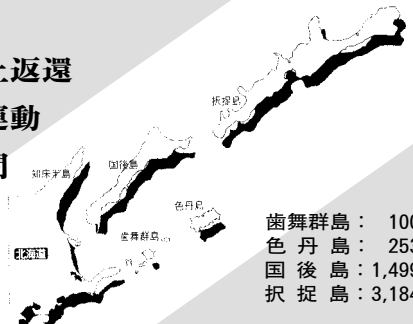 土返還
運動
択捉島
国後島
知床半島
色丹島
歯舞群島
北海道
歯舞群島： 100
色丹島： 253
国後島：1,499
択捉島：3,184